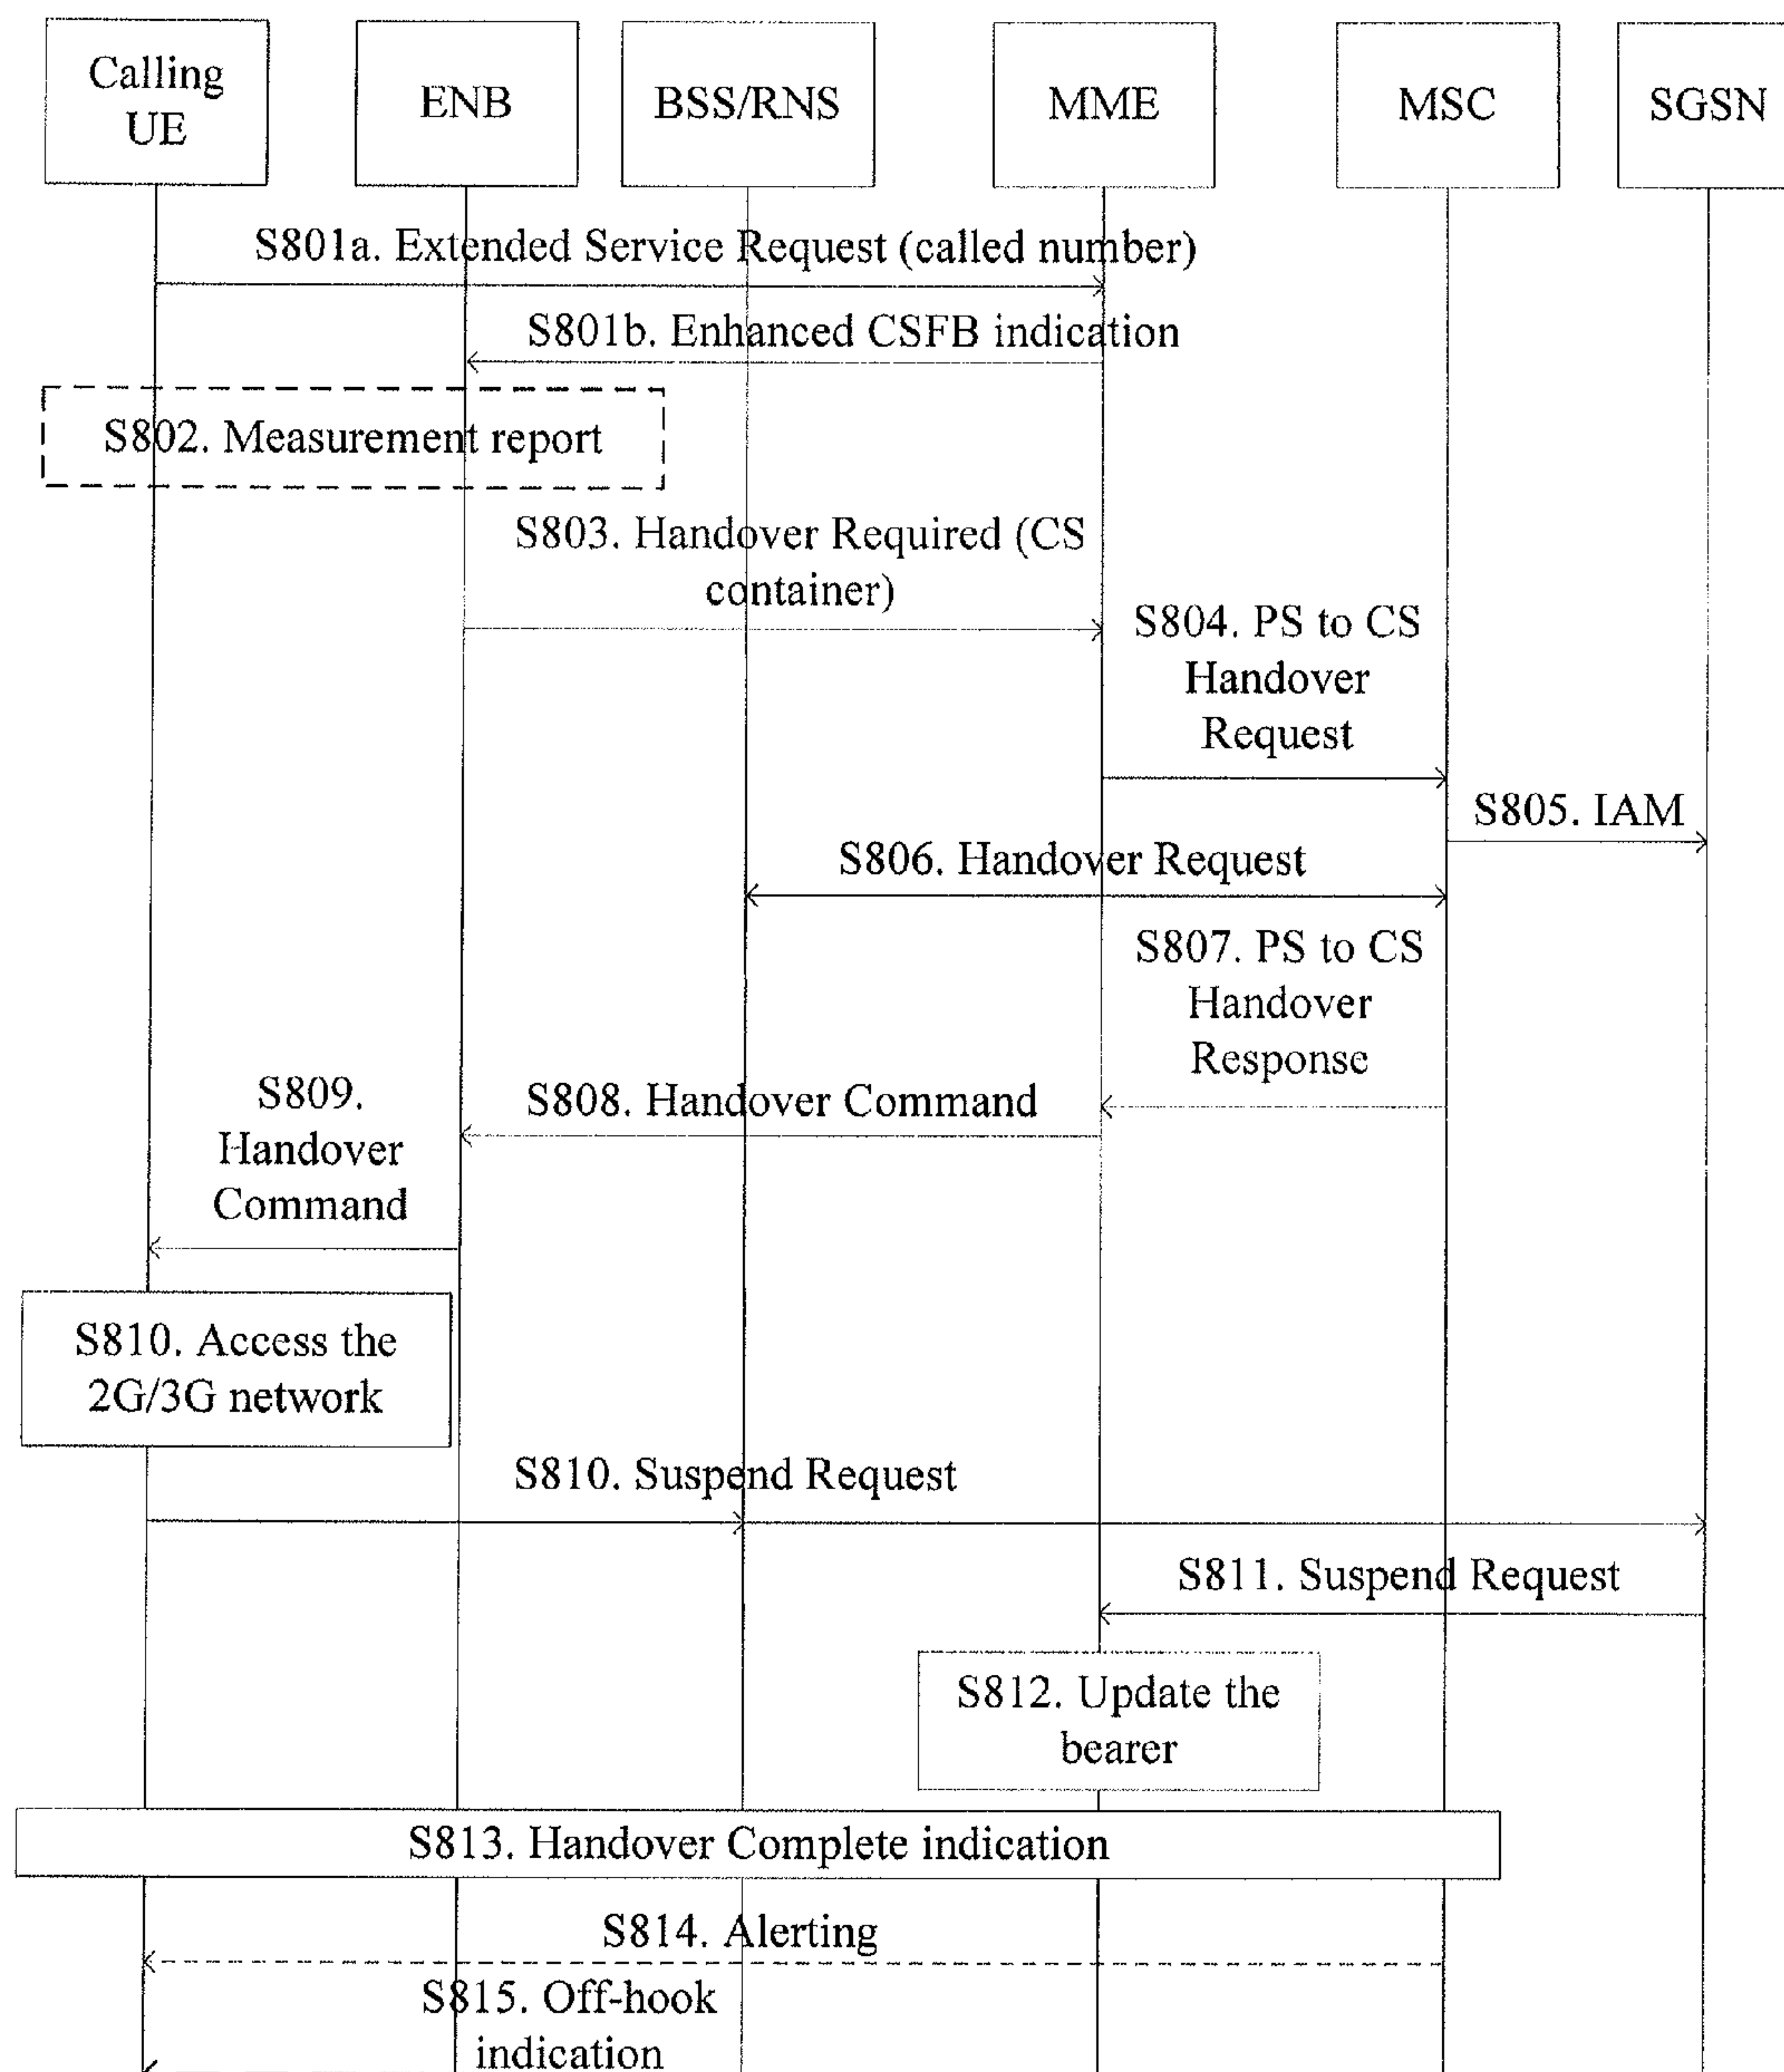 Calling
UE
ENB
BSS/RNS
MME
MSC
SGSN
S801a. Extended Service Request (called number)
S801b. Enhanced CSFB indication
S802. Measurement report
S803. Handover Required (CS
container)
S804. PS to CS
Handover
Request
S805. IAM
S806. Handover Request
S807. PS to CS
Handover
Response
S808. Handover Command
S809.
Handover
Command
S810. Access the
2G/3G network
S810. Suspend Request
S811. Suspend Request
S812. Update the
bearer
S813. Handover Complete indication
S814. Alerting
S815. Off-hook
indication